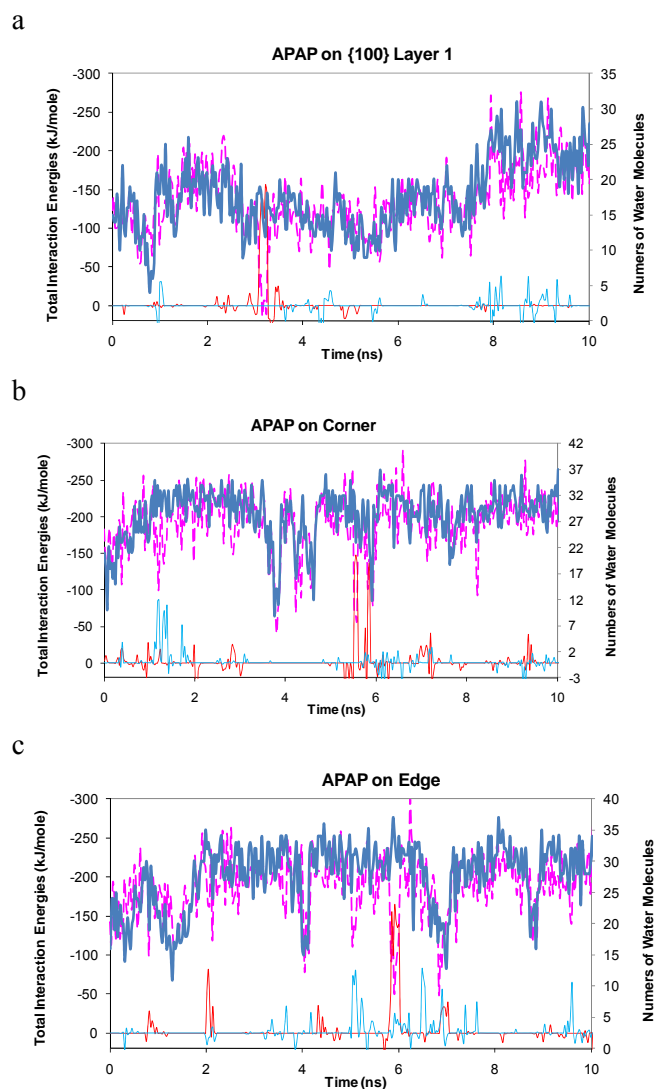 a
APAP on {100} Layer 1
Total Interaction Energies (kJ/mole)
-300
-250
-200
-150
-100
-50
0
35
30
25
20
15
10
5
0
Numers of Water Molecules
0 2 4 6 8 10
Time (ns)
b
APAP on Corner
Total Interaction Energies (kJ/mole)
-300
-250
-200
-150
-100
-50
0
42
37
32
27
22
17
12
7
2
-3
Numbers of Water Molecules
0 2 4 6 8 10
Time (ns)
c
APAP on Edge
Total Interaction Energies (kJ/mole)
-300
-250
-200
-150
-100
-50
0
40
35
30
25
20
15
10
5
0
Numers of Water Molecules
0 2 4 6 8 10
Time (ns)